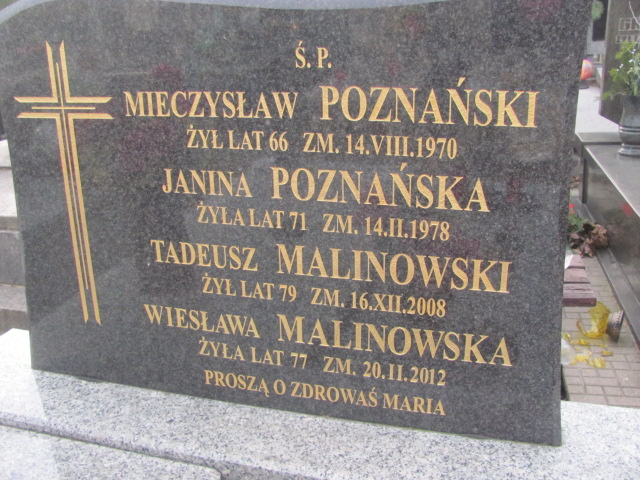 Ś. P.
MIECZYSŁAW POZNAŃSKI
ŻYŁ LAT 66 ZM. 14.VIII.1970
JANINA POZNAŃSKA
ŻYŁA LAT 71 ZM. 14.II.1978
TADEUSZ MALINOWSKI
ŻYŁ LAT 79 ZM. 16.XII.2008
WIESŁAWA MALINOWSKA
ŻYŁA LAT 77 ZM. 20.II.2012
PROSZĄ O ZDROWAŚ MARIA